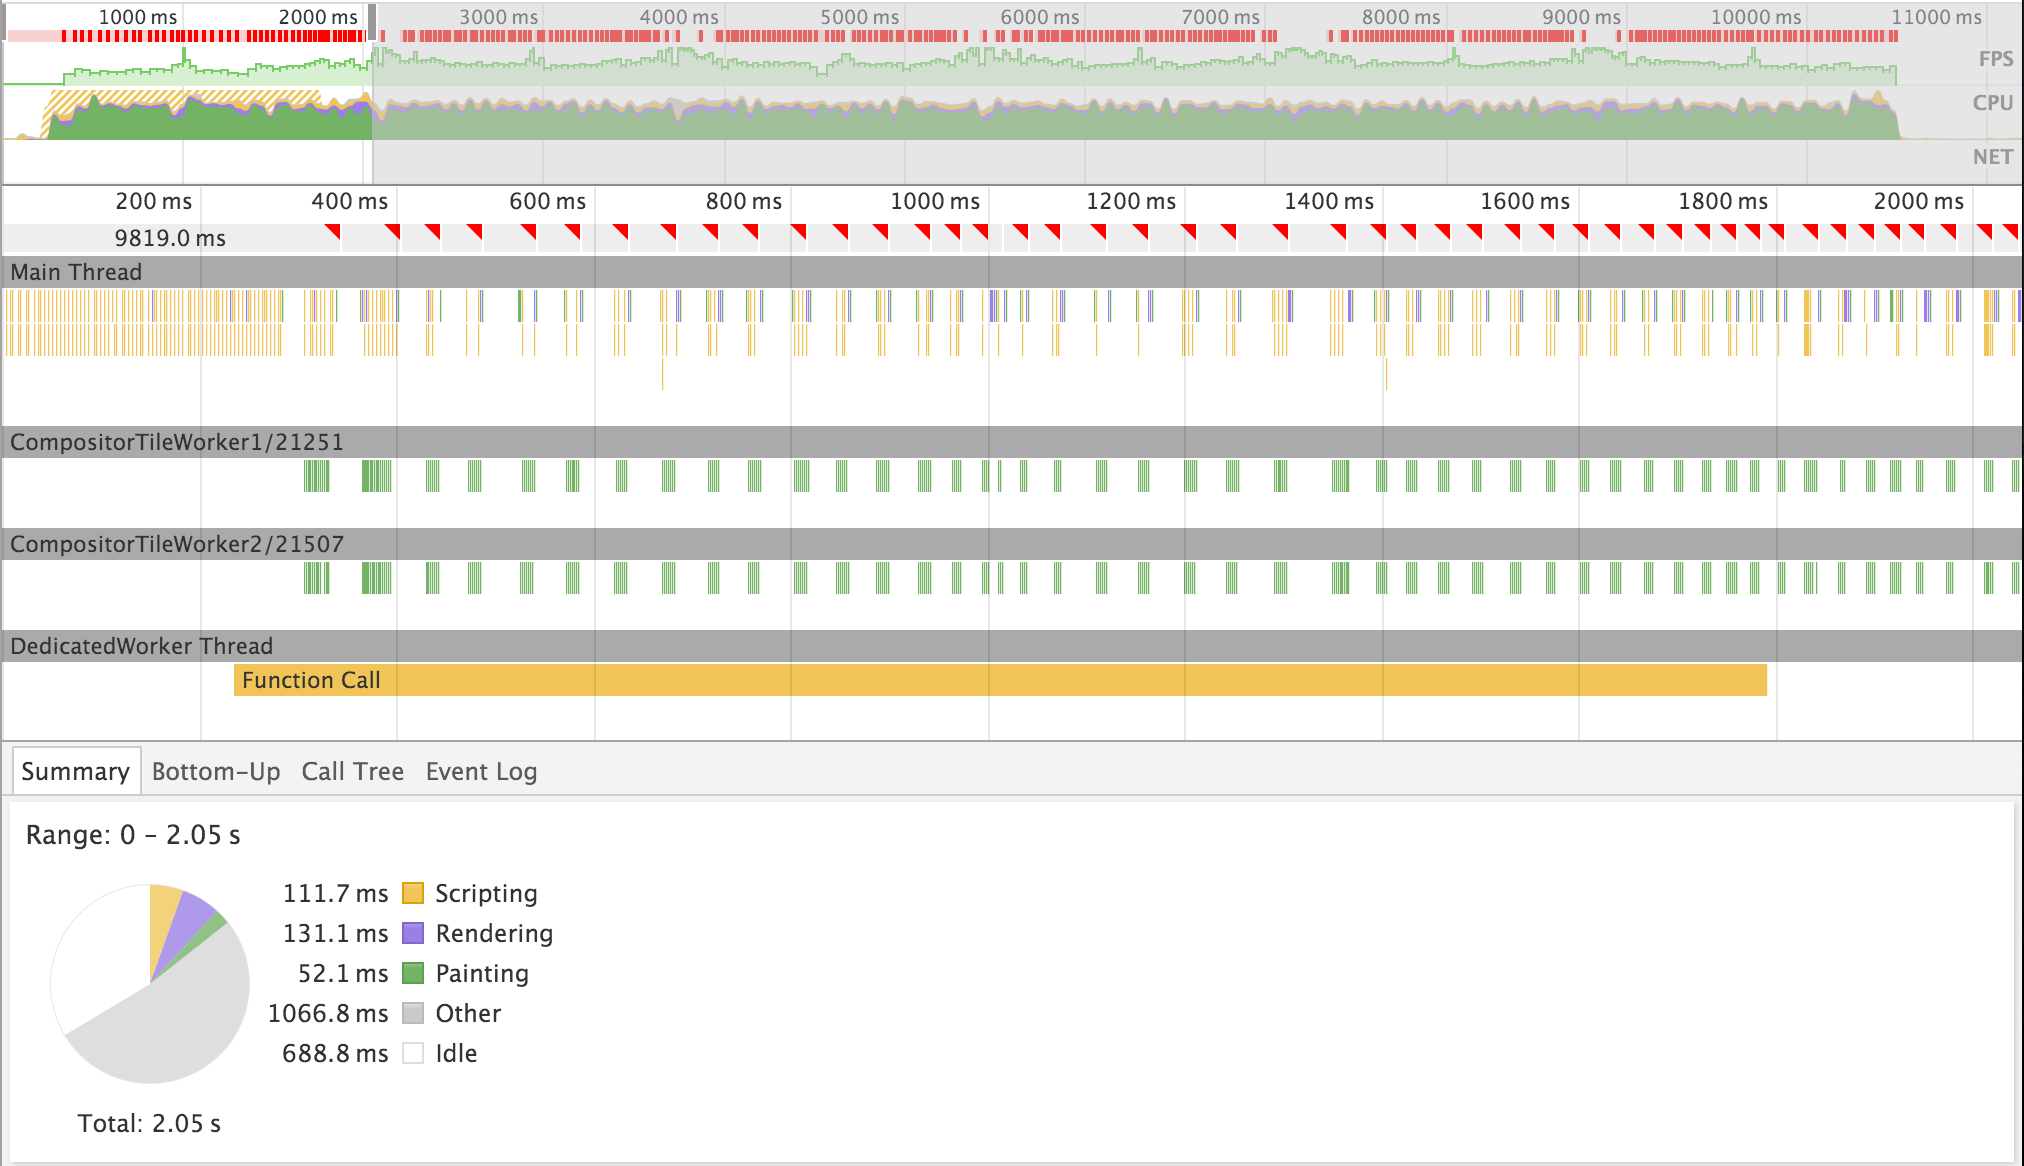 1000 ms 2000 ms 3000 ms 4000 ms 5000 ms 6000 ms 7000 ms 8000 ms 9000 ms 10000 ms 11000 ms
FPS
CPU
NET
200 ms 400 ms 600 ms 800 ms 1000 ms 1200 ms 1400 ms 1600 ms 1800 ms 2000 ms
9819.0 ms
Main Thread
CompositorTileWorker1/21251
CompositorTileWorker2/21507
DedicatedWorker Thread
Function Call
Summary Bottom-Up Call Tree Event Log
Range: 0 – 2.05 s
111.7 ms Scripting
131.1 ms Rendering
52.1 ms Painting
1066.8 ms Other
688.8 ms Idle
Total: 2.05 s